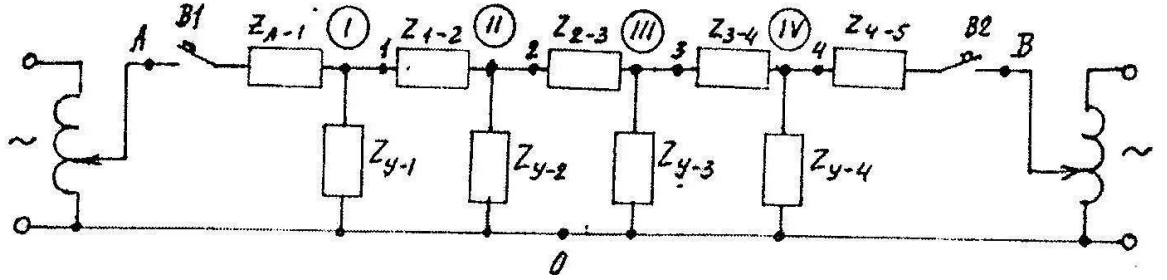 A B1 Z_A-1 I 1 Z_1-2 II 2 Z_2-3 III 3 Z_3-4 IV 4 Z_4-5 B2 B
~ Z_y-1 Z_y-2 Z_y-3 Z_y-4 ~
0